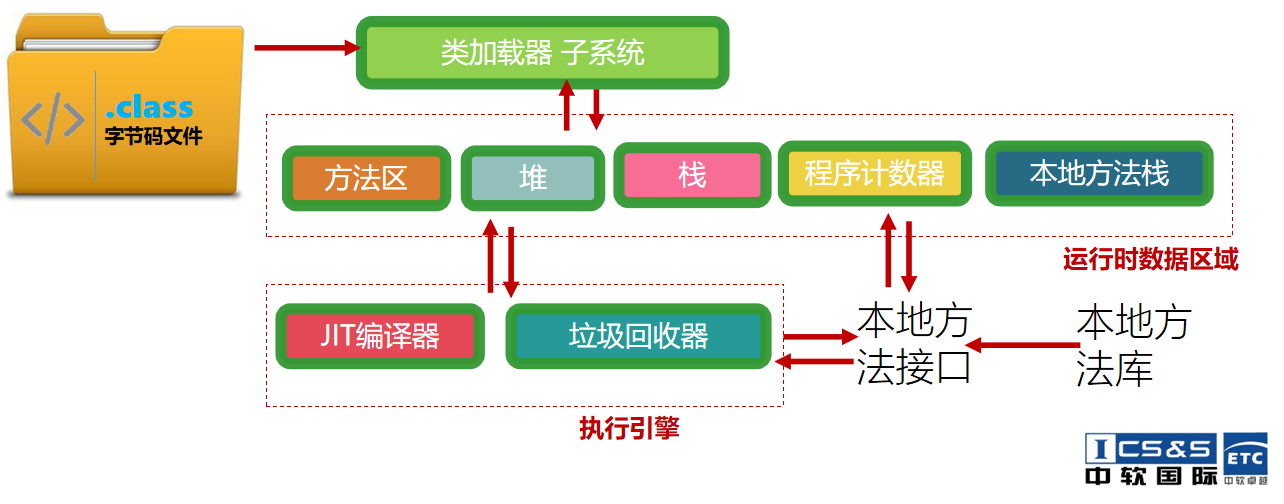 类加载器 子系统
</>
.class
字节码文件
方法区
堆
栈
程序计数器
本地方法栈
运行时数据区域
JIT编译器
垃圾回收器
本地方
法接口
本地方
法库
执行引擎
ICS&S
中软国际
ETC
中软卓越